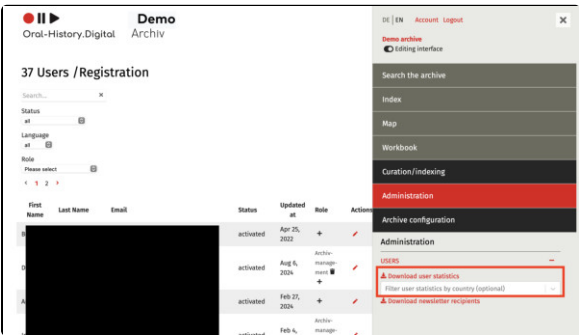 Demo
Oral-History.Digital Archiv
37 Users /Registration
Search...
Status
all
Language
all
Role
Please select
‹ 1 2 ›
First Name Last Name Email Status Updated at Role Actions
activated Apr 25, 2022 +
activated Aug 6, 2024 Archiv-management +
A activated Feb 27, 2024 +
activated Feb 4, Archiv-manage-
DE | EN Account Logout
Demo archive
Editing interface
Search the archive
Index
Map
Workbook
Curation/indexing
Administration
Archive configuration
Administration
USERS
Download user statistics
Filter user statistics by country (optional)
Download newsletter recipients